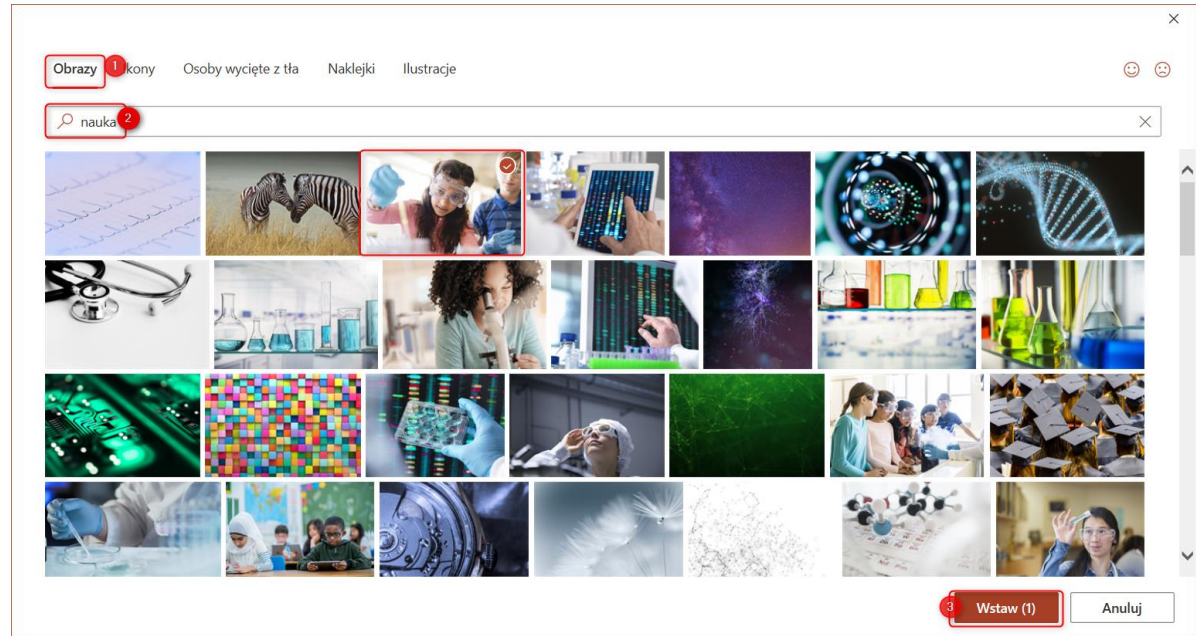 Obrazy 1 kony Osoby wycięte z tła Naklejki Ilustracje
nauka 2
3 Wstaw (1) Anuluj